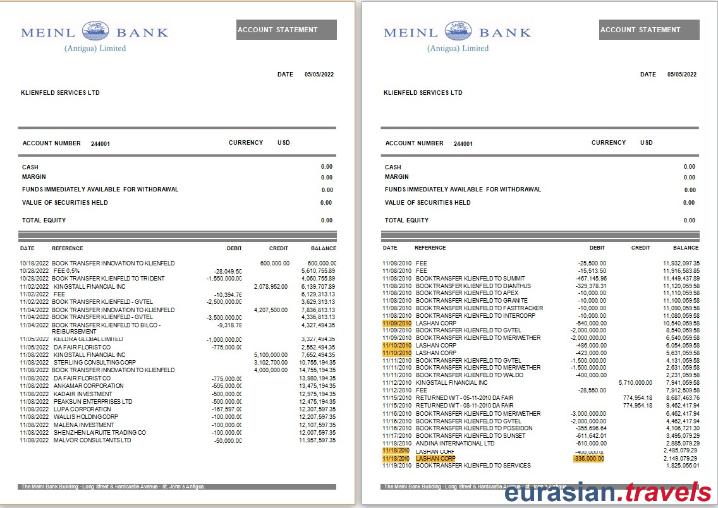 MEINL BANK
(Antigua) Limited
ACCOUNT STATEMENT
DATE 05/05/2022
KLIENFELD SERVICES LTD
ACCOUNT NUMBER 244001 CURRENCY USD
CASH 0.00
MARGIN 0.00
FUNDS IMMEDIATELY AVAILABLE FOR WITHDRAWAL 0.00
VALUE OF SECURITIES HELD 0.00
TOTAL EQUITY 0.00
DATE REFERENCE DEBIT CREDIT BALANCE
10/18/2022 BOOK TRANSFER INNOVATION TO KLIENFELD 600,000.00 600,000.00
10/28/2022 FEE 0,5% -28,049.50 5,610,755.89
10/28/2022 BOOK TRANSFER KLIENFELD TO TRIDENT -1,550,000.00 4,060,755.89
11/02/2022 KINGSTALL FINANCIAL INC 2,078,952.00 6,139,707.89
11/02/2022 FEE -10,394.76 6,129,313.13
11/02/2022 BOOK TRANSFER KLIENFELD - GVTEL -2,500,000.00 3,629,313.13
11/04/2022 BOOK TRANSFER INNOVATION TO KLIENFELD 4,207,500.00 7,836,813.13
11/04/2022 BOOK TRANSFER KLIENFELD - GVTEL -3,500,000.00 4,336,813.13
11/04/2022 BOOK TRANSFER KLIENFELD TO BILCO - -9,318.78 4,327,494.35
REIMBURSEMENT
11/05/2022 KELDRA GLOBAL LIMITED -1,000,000.00 3,327,494.35
11/05/2022 DA FAIR FLORIST CO -775,000.00 2,552,494.35
11/08/2022 KINGSTALL FINANCIAL INC 5,100,000.00 7,652,494.35
11/08/2022 STERLING CONSULTING CORP 3,102,700.00 10,755,194.35
11/08/2022 BOOK TRANSFER INNOVATION TO KLIENFELD 4,000,000.00 14,755,194.35
11/08/2022 DA FAIR FLORIST CO -775,000.00 13,980,194.35
11/08/2022 ANKAMAR CORPORATION -505,000.00 13,475,194.35
11/08/2022 KADARI INVESTMENT -500,000.00 12,975,194.35
11/08/2022 PEAKSUN ENTERPRISES LTD -500,000.00 12,475,194.35
11/08/2022 LUPA CORPORATION -167,597.00 12,307,597.35
11/08/2022 WALLIS HOLDING CORP -100,000.00 12,207,597.35
11/08/2022 MALENA INVESTMENT -100,000.00 12,107,597.35
11/08/2022 SHENZHEN LAIRUITE TRADING CO -100,000.00 12,007,597.35
11/08/2022 MALVOR CONSULTANTS LTD -50,000.00 11,957,597.35
The Meinl Bank Building - Long Street & Hardcastle Avenue - St. John's Antigua
MEINL BANK
(Antigua) Limited
ACCOUNT STATEMENT
DATE 05/05/2022
KLIENFELD SERVICES LTD
ACCOUNT NUMBER 244001 CURRENCY USD
CASH 0.00
MARGIN 0.00
FUNDS IMMEDIATELY AVAILABLE FOR WITHDRAWAL 0.00
VALUE OF SECURITIES HELD 0.00
TOTAL EQUITY 0.00
DATE REFERENCE DEBIT CREDIT BALANCE
11/08/2010 FEE -25,500.00 11,932,097.35
11/08/2010 FEE -15,513.50 11,916,583.85
11/08/2010 BOOK TRANSFER KLIENFELD TO SUMMIT -467,145.96 11,449,437.89
11/08/2010 BOOK TRANSFER KLIENFELD TO DIANTHUS -329,378.31 11,120,059.58
11/08/2010 BOOK TRANSFER KLIENFELD TO APEX -10,000.00 11,110,059.58
11/08/2010 BOOK TRANSFER KLIENFELD TO GRANITE -10,000.00 11,100,059.58
11/08/2010 BOOK TRANSFER KLIENFELD TO FASTTRACKER -10,000.00 11,090,059.58
11/08/2010 BOOK TRANSFER KLIENFELD TO INTERCORP -10,000.00 11,080,059.58
11/09/2010 LASHAN CORP -540,000.00 10,540,059.58
11/09/2010 BOOK TRANSFER KLIENFELD TO GVTEL -2,000,000.00 8,540,059.58
11/09/2010 BOOK TRANSFER KLIENFELD TO MERIWETHER -2,000,000.00 6,540,059.58
11/10/2010 LASHAN CORP -486,000.00 6,054,059.58
11/10/2010 LASHAN CORP -423,000.00 5,631,059.58
11/11/2010 BOOK TRANSFER KLIENFELD TO GVTEL -1,500,000.00 4,131,059.58
11/11/2010 BOOK TRANSFER KLIENFELD TO MERIWETHER -1,500,000.00 2,631,059.58
11/11/2010 BOOK TRANSFER KLIENFELD TO WALDO -400,000.00 2,231,059.58
11/12/2010 KINGSTALL FINANCIAL INC 5,710,000.00 7,941,059.58
11/12/2010 FEE -28,550.00 7,912,509.58
11/15/2010 RETURNED WT - 05-11-2010 DA FAIR 774,954.18 8,687,463.76
11/15/2010 RETURNED WT - 08-11-2010 DA FAIR 774,954.18 9,462,417.94
11/16/2010 BOOK TRANSFER KLIENFELD TO MERIWETHER -3,000,000.00 6,462,417.94
11/16/2010 BOOK TRANSFER KLIENFELD TO GVTEL -2,000,000.00 4,462,417.94
11/16/2010 BOOK TRANSFER KLIENFELD TO POSEIDON -355,696.64 4,106,721.30
11/17/2010 BOOK TRANSFER KLIENFELD TO SUNSET -611,642.01 3,495,079.29
11/18/2010 ANDINA INTERNATIONAL LTD -610,000.00 2,885,079.29
11/18/2010 LASHAN CORP -400,000.00 2,485,079.29
11/18/2010 LASHAN CORP -336,000.00 2,149,079.29
11/19/2010 BOOK TRANSFER KLIENFELD TO SERVICES 1,825,056.01
The Meinl Bank Building - Long Street & Hardcastle Avenue - St. John's Antigua
eurasian.travels